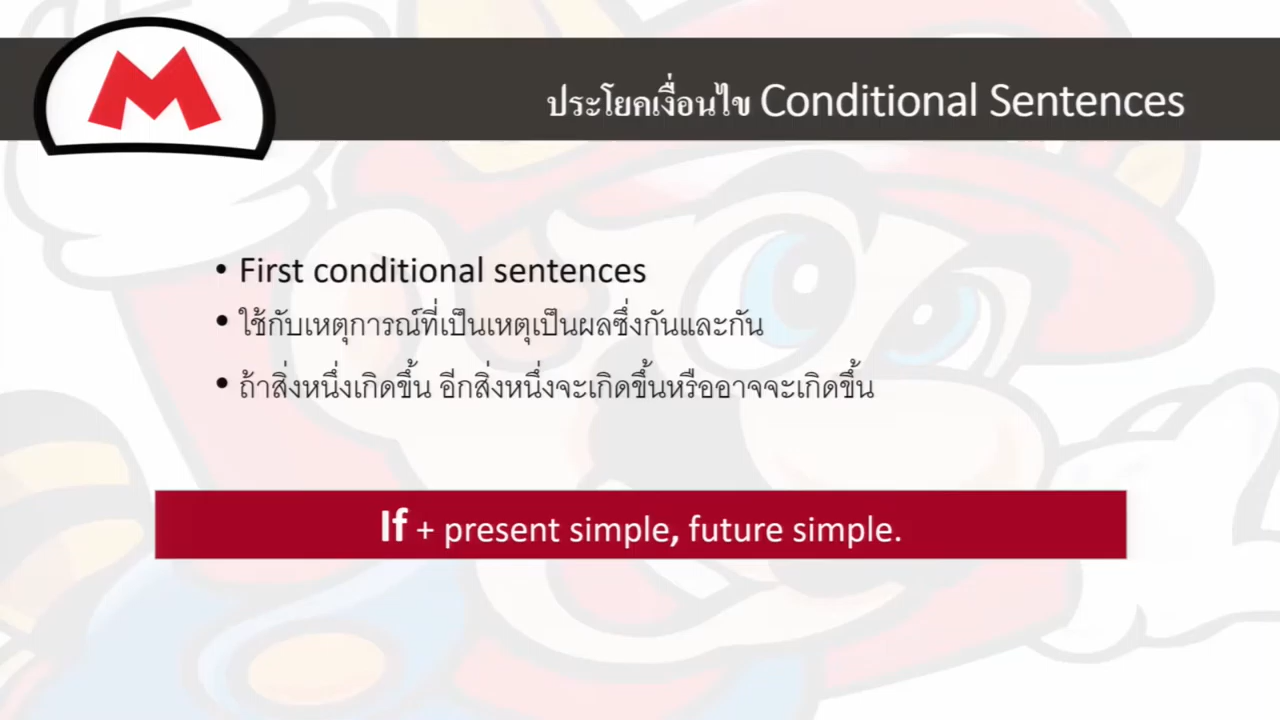 M
ประโยคเงื่อนไข Conditional Sentences
• First conditional sentences
• ใช้กับเหตุการณ์ที่เป็นเหตุเป็นผลซึ่งกันและกัน
• ถ้าสิ่งหนึ่งเกิดขึ้น อีกสิ่งหนึ่งจะเกิดขึ้นหรืออาจจะเกิดขึ้น
If + present simple, future simple.